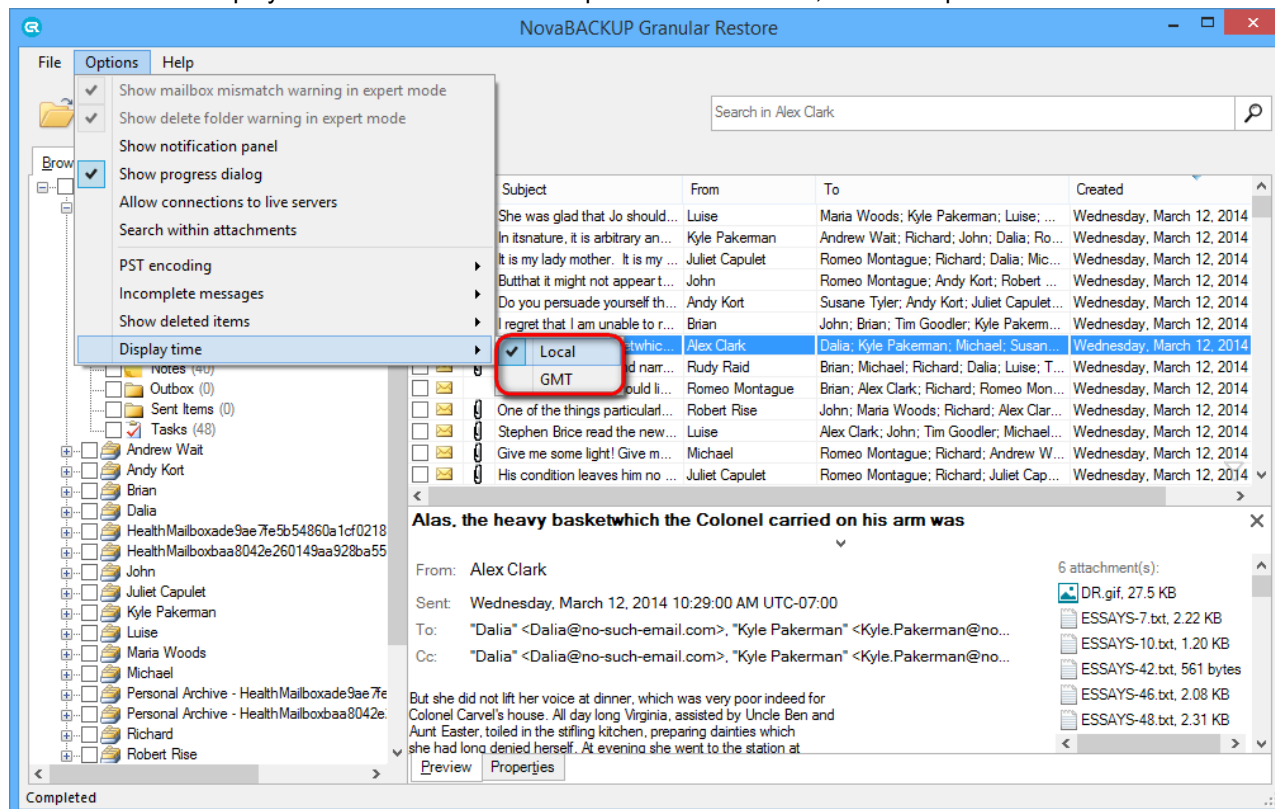 NovaBACKUP Granular Restore
File Options Help
Show mailbox mismatch warning in expert mode
Show delete folder warning in expert mode
Show notification panel
Show progress dialog
Allow connections to live servers
Search within attachments
PST encoding
Incomplete messages
Show deleted items
Display time
Local
GMT
Search in Alex Clark
Brow
Subject From To Created
She was glad that Jo should... Luise Maria Woods; Kyle Pakerman; Luise; ... Wednesday, March 12, 2014
In itsnature, it is arbitrary an... Kyle Pakerman Andrew Wait; Richard; John; Dalia; Ro... Wednesday, March 12, 2014
It is my lady mother. It is my ... Juliet Capulet Romeo Montague; Richard; Dalia; Mic... Wednesday, March 12, 2014
Butthat it might not appear t... John Romeo Montague; Andy Kort; Robert ... Wednesday, March 12, 2014
Do you persuade yourself th... Andy Kort Susane Tyler; Andy Kort; Juliet Capulet... Wednesday, March 12, 2014
I regret that I am unable to r... Brian John; Brian; Tim Goodler; Kyle Pakerm... Wednesday, March 12, 2014
etwhic... Alex Clark Dalia; Kyle Pakerman; Michael; Susan... Wednesday, March 12, 2014
d narr... Rudy Raid Brian; Michael; Richard; Dalia; Luise; T... Wednesday, March 12, 2014
ould li... Romeo Montague Brian; Alex Clark; Richard; Romeo Mon... Wednesday, March 12, 2014
One of the things particularl... Robert Rise John; Maria Woods; Richard; Alex Clar... Wednesday, March 12, 2014
Stephen Brice read the new... Luise Alex Clark; John; Tim Goodler; Michael... Wednesday, March 12, 2014
Give me some light! Give m... Michael Romeo Montague; Richard; Andrew W... Wednesday, March 12, 2014
His condition leaves him no ... Juliet Capulet Romeo Montague; Richard; Juliet Cap... Wednesday, March 12, 2014
Notes (40)
Outbox (0)
Sent Items (0)
Tasks (48)
Andrew Wait
Andy Kort
Brian
Dalia
HealthMailboxade9ae7fe5b54860a1cf0218
HealthMailboxbaa8042e260149aa928ba55
John
Juliet Capulet
Kyle Pakerman
Luise
Maria Woods
Michael
Personal Archive - HealthMailboxade9ae7fe
Personal Archive - HealthMailboxbaa8042e
Richard
Robert Rise
Alas, the heavy basketwhich the Colonel carried on his arm was
From: Alex Clark
Sent: Wednesday, March 12, 2014 10:29:00 AM UTC-07:00
To: "Dalia" <Dalia@no-such-email.com>, "Kyle Pakerman" <Kyle.Pakerman@no...
Cc: "Dalia" <Dalia@no-such-email.com>, "Kyle Pakerman" <Kyle.Pakerman@no...
6 attachment(s):
DR.gif, 27.5 KB
ESSAYS-7.txt, 2.22 KB
ESSAYS-10.txt, 1.20 KB
ESSAYS-42.txt, 561 bytes
ESSAYS-46.txt, 2.08 KB
ESSAYS-48.txt, 2.31 KB
But she did not lift her voice at dinner, which was very poor indeed for
Colonel Carvel's house. All day long Virginia, assisted by Uncle Ben and
Aunt Easter, toiled in the stifling kitchen, preparing dainties which
she had long denied herself. At evening she went to the station at
Preview Properties
Completed